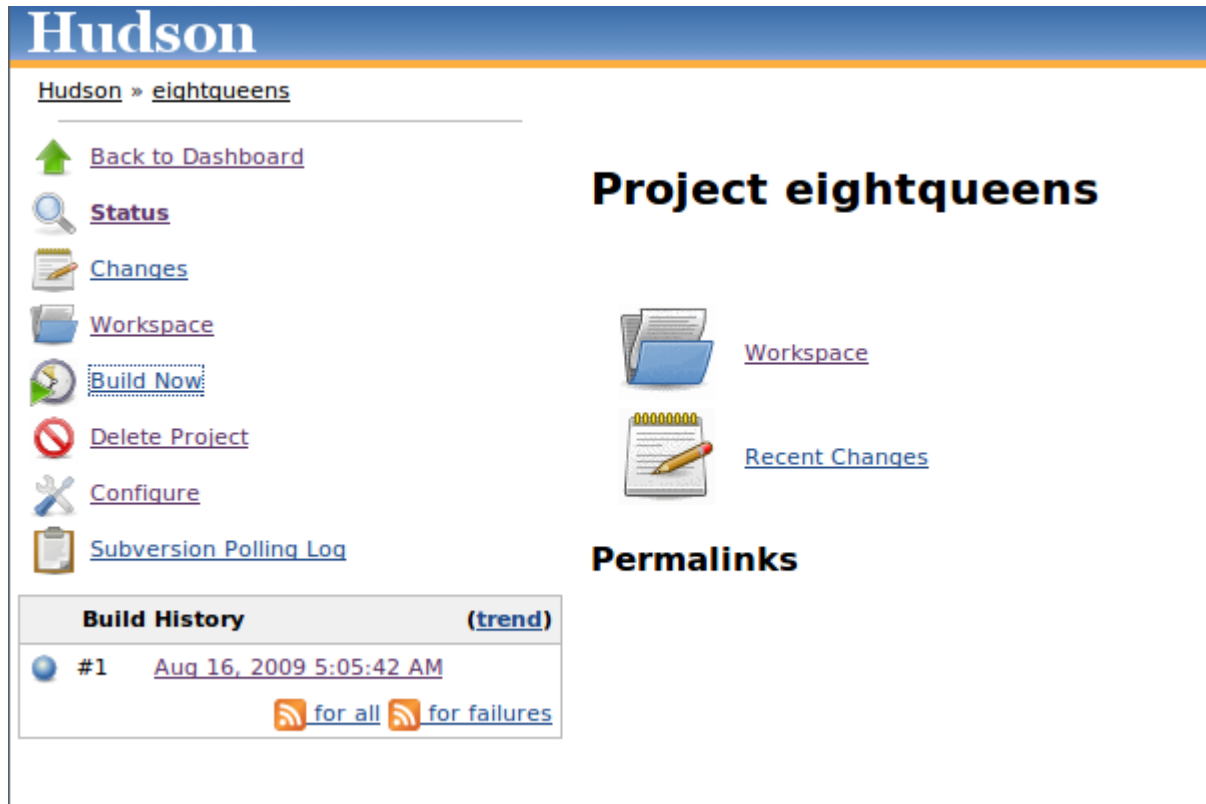 Hudson
Hudson » eightqueens
Back to Dashboard
Status
Changes
Workspace
Build Now
Delete Project
Configure
Subversion Polling Log
Build History (trend)
#1 Aug 16, 2009 5:05:42 AM
for all for failures
Project eightqueens
Workspace
Recent Changes
Permalinks